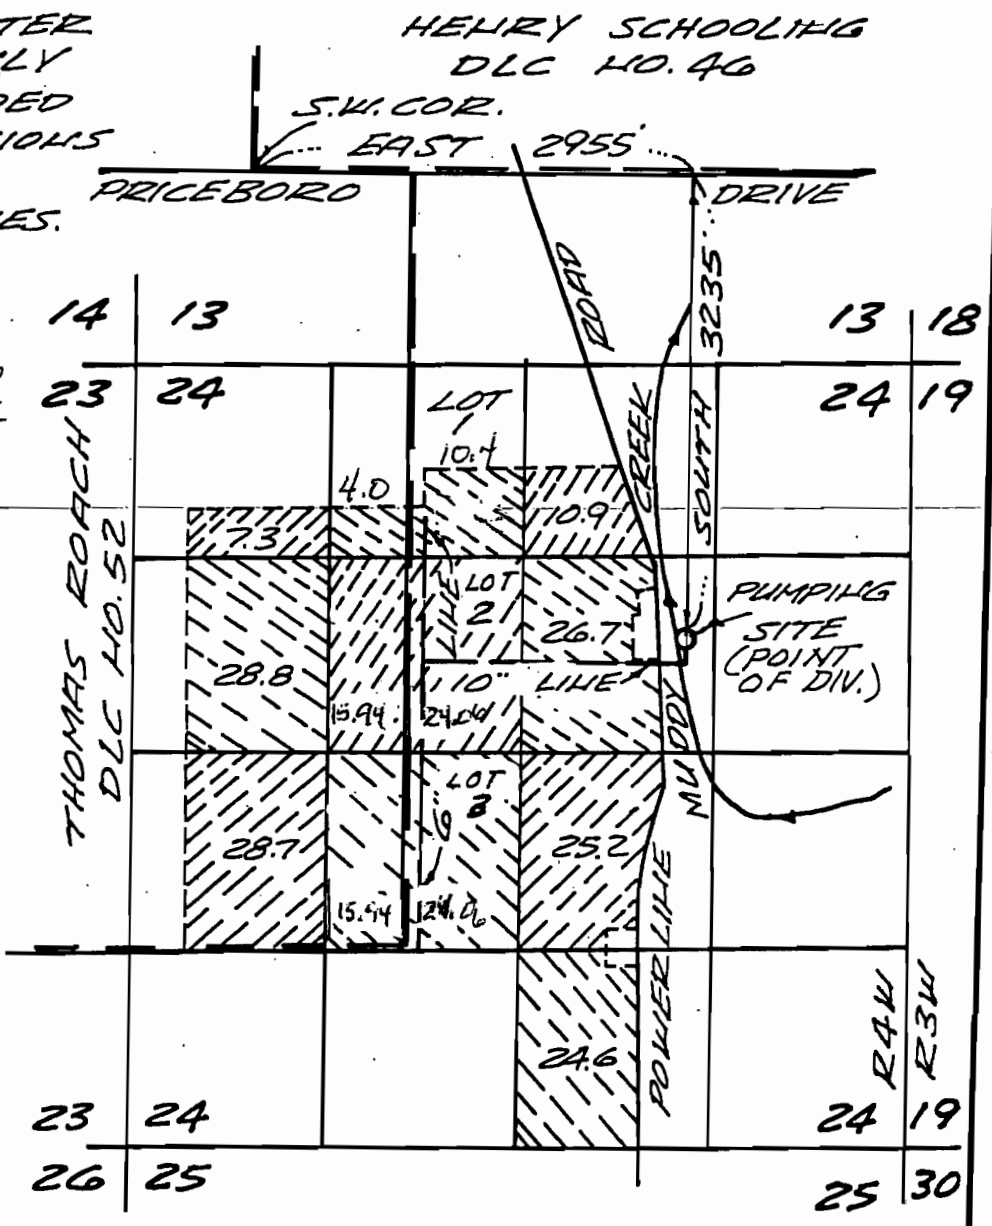 TER
LY
DED
IONS
ES.
HENRY SCHOOLING
DLC NO. 46
S.W. COR.
EAST 2955'
PRICEBORO
DRIVE
ROAD
SOUTH 3235'
14 13
13 18
23 24
24 19
THOMAS ROACH
DLC NO. 52
LOT
1
10.4
4.0
7.3
10.9
CREEK
LINE
LOT
2
26.7
28.8
15.94
24.06
10" LINE
PUMPING
SITE
(POINT
OF DIV.)
MUDDY
LOT
3
6"
28.7
15.94
24.06
25.2
POWER LINE
24.6
R4W
R3W
23 24
24 19
26 25
25 30